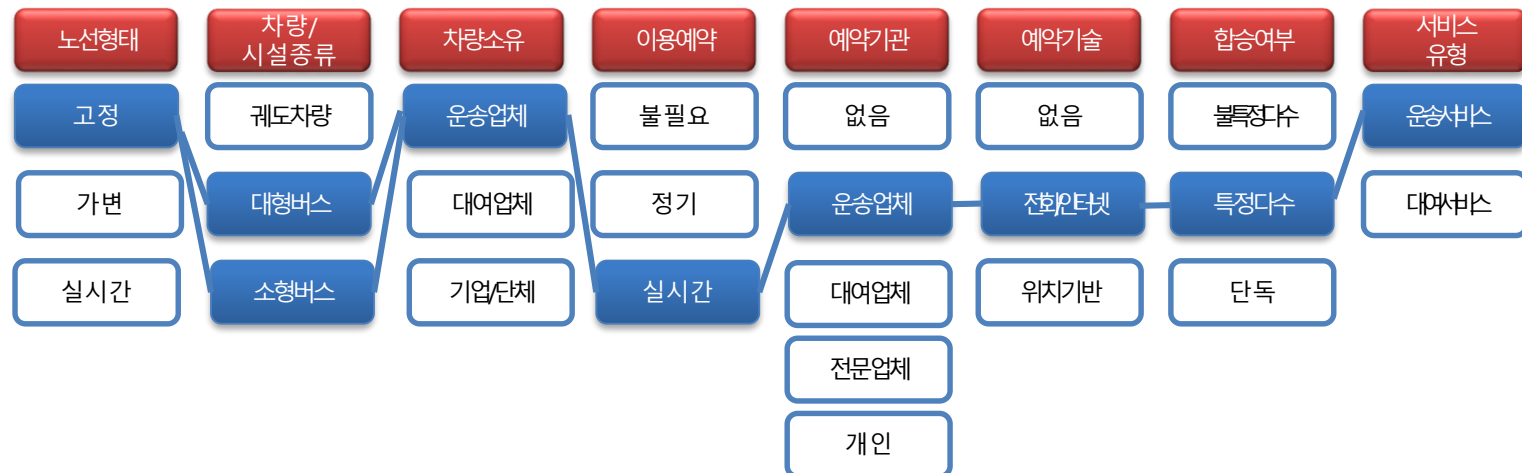 노선형태
차량/
시설종류
차량소유
이용예약
예약기관
예약기술
합승여부
서비스
유형
고정
궤도차량
운송업체
불필요
없음
없음
불특정다수
운송서비스
가변
대형버스
대여업체
정기
운송업체
전화/인터넷
특정다수
대여서비스
실시간
소형버스
기업/단체
실시간
대여업체
위치기반
단독
전문업체
개인